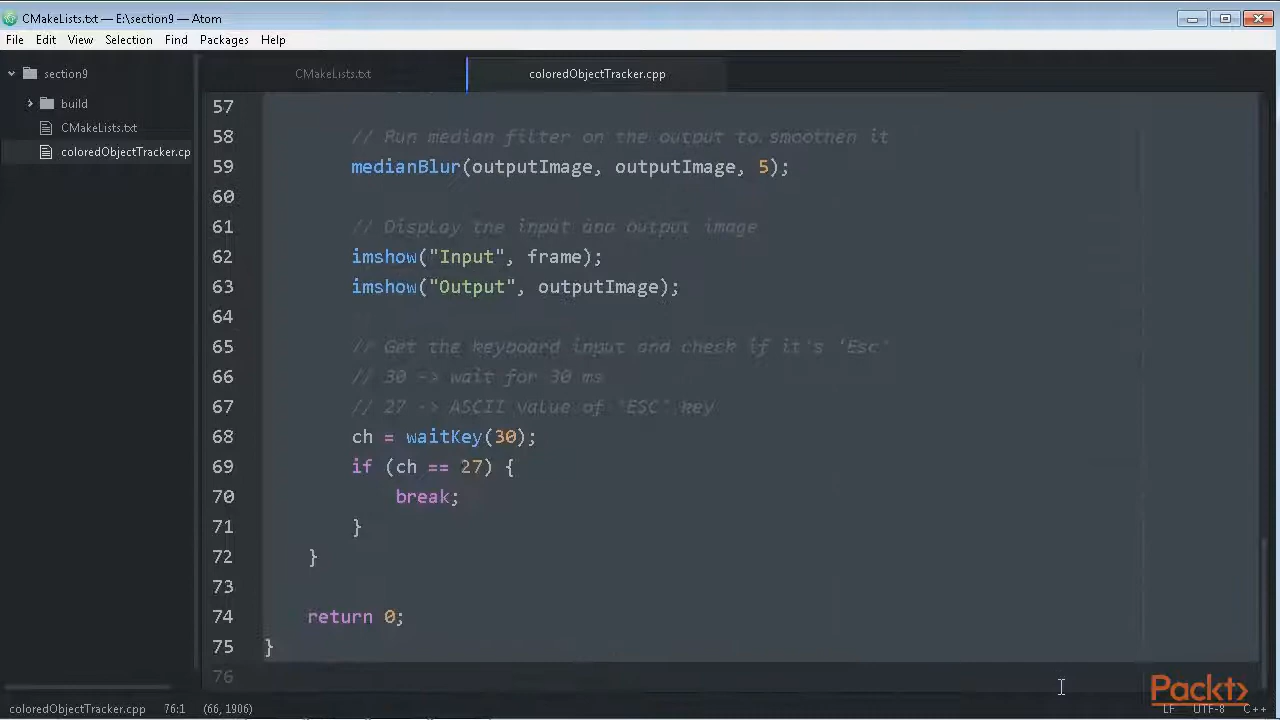 CMakeLists.txt — E:\section9 — Atom
File Edit View Selection Find Packages Help
section9
build
CMakeLists.txt
coloredObjectTracker.cp
CMakeLists.txt
coloredObjectTracker.cpp
57
58 // Run median filter on the output to smoothen it
59 medianBlur(outputImage, outputImage, 5);
60
61 // Display the input and output image
62 imshow("Input", frame);
63 imshow("Output", outputImage);
64
65 // Get the keyboard input and check if it's 'Esc'
66 // 30 -> wait for 30 ms
67 // 27 -> ASCII value of 'ESC' key
68 ch = waitKey(30);
69 if (ch == 27) {
70 break;
71 }
72 }
73
74 return 0;
75 }
76
Packt>
coloredObjectTracker.cpp 76:1 (66, 1906) LF UTF-8 C++